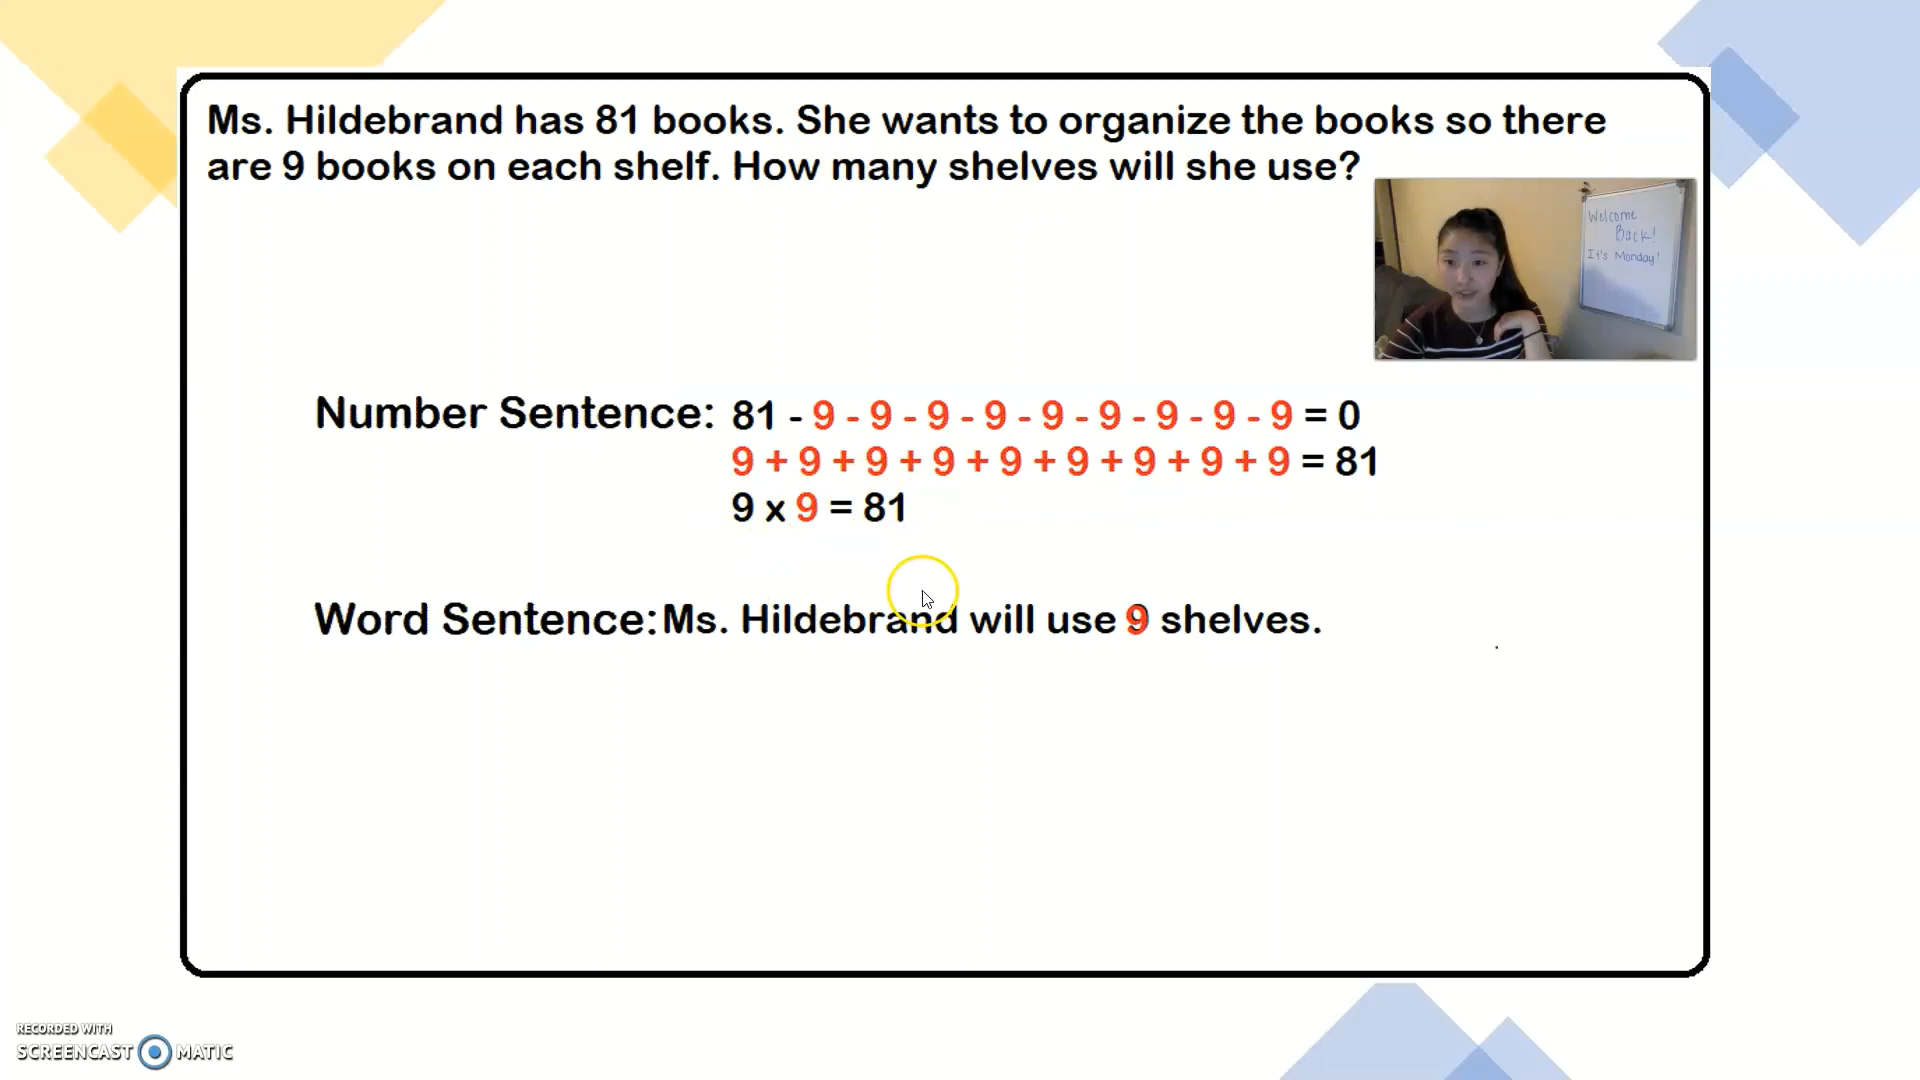 Ms. Hildebrand has 81 books. She wants to organize the books so there
are 9 books on each shelf. How many shelves will she use?
Welcome
Back!
It's Monday!
Number Sentence: 81 - 9 - 9 - 9 - 9 - 9 - 9 - 9 - 9 - 9 = 0
9 + 9 + 9 + 9 + 9 + 9 + 9 + 9 + 9 = 81
9 x 9 = 81
Word Sentence: Ms. Hildebrand will use 9 shelves.
RECORDED WITH
SCREENCAST MATIC